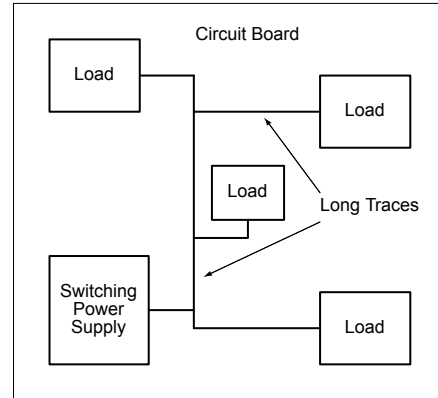 Circuit Board
Load
Load
Load
Long Traces
Switching
Power
Supply
Load